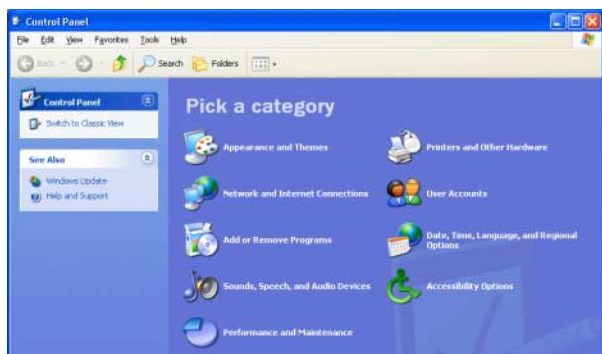 Control Panel
File Edit View Favorites Tools Help
Back Search Folders
Control Panel
Switch to Classic View
See Also
Windows Update
Help and Support
Pick a category
Appearance and Themes
Printers and Other Hardware
Network and Internet Connections
User Accounts
Add or Remove Programs
Date, Time, Language, and Regional
Options
Sounds, Speech, and Audio Devices
Accessibility Options
Performance and Maintenance